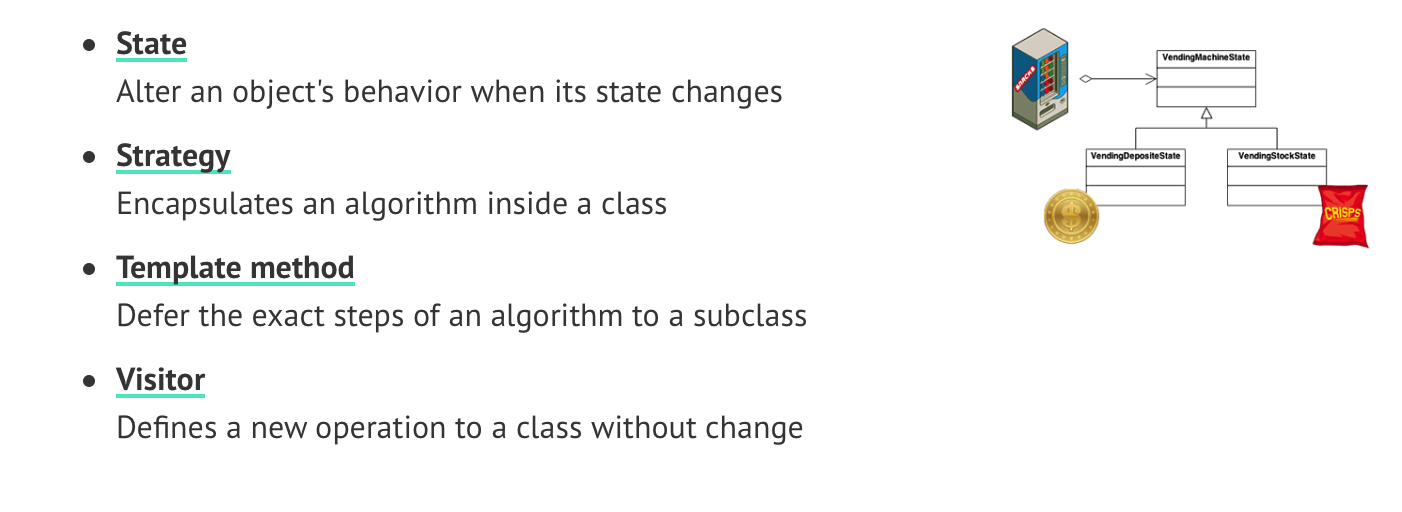 State
Alter an object's behavior when its state changes
Strategy
Encapsulates an algorithm inside a class
Template method
Defer the exact steps of an algorithm to a subclass
Visitor
Defines a new operation to a class without change
SNACKS
VendingMachineState
VendingDepositeState
VendingStockState
$
CRISPS